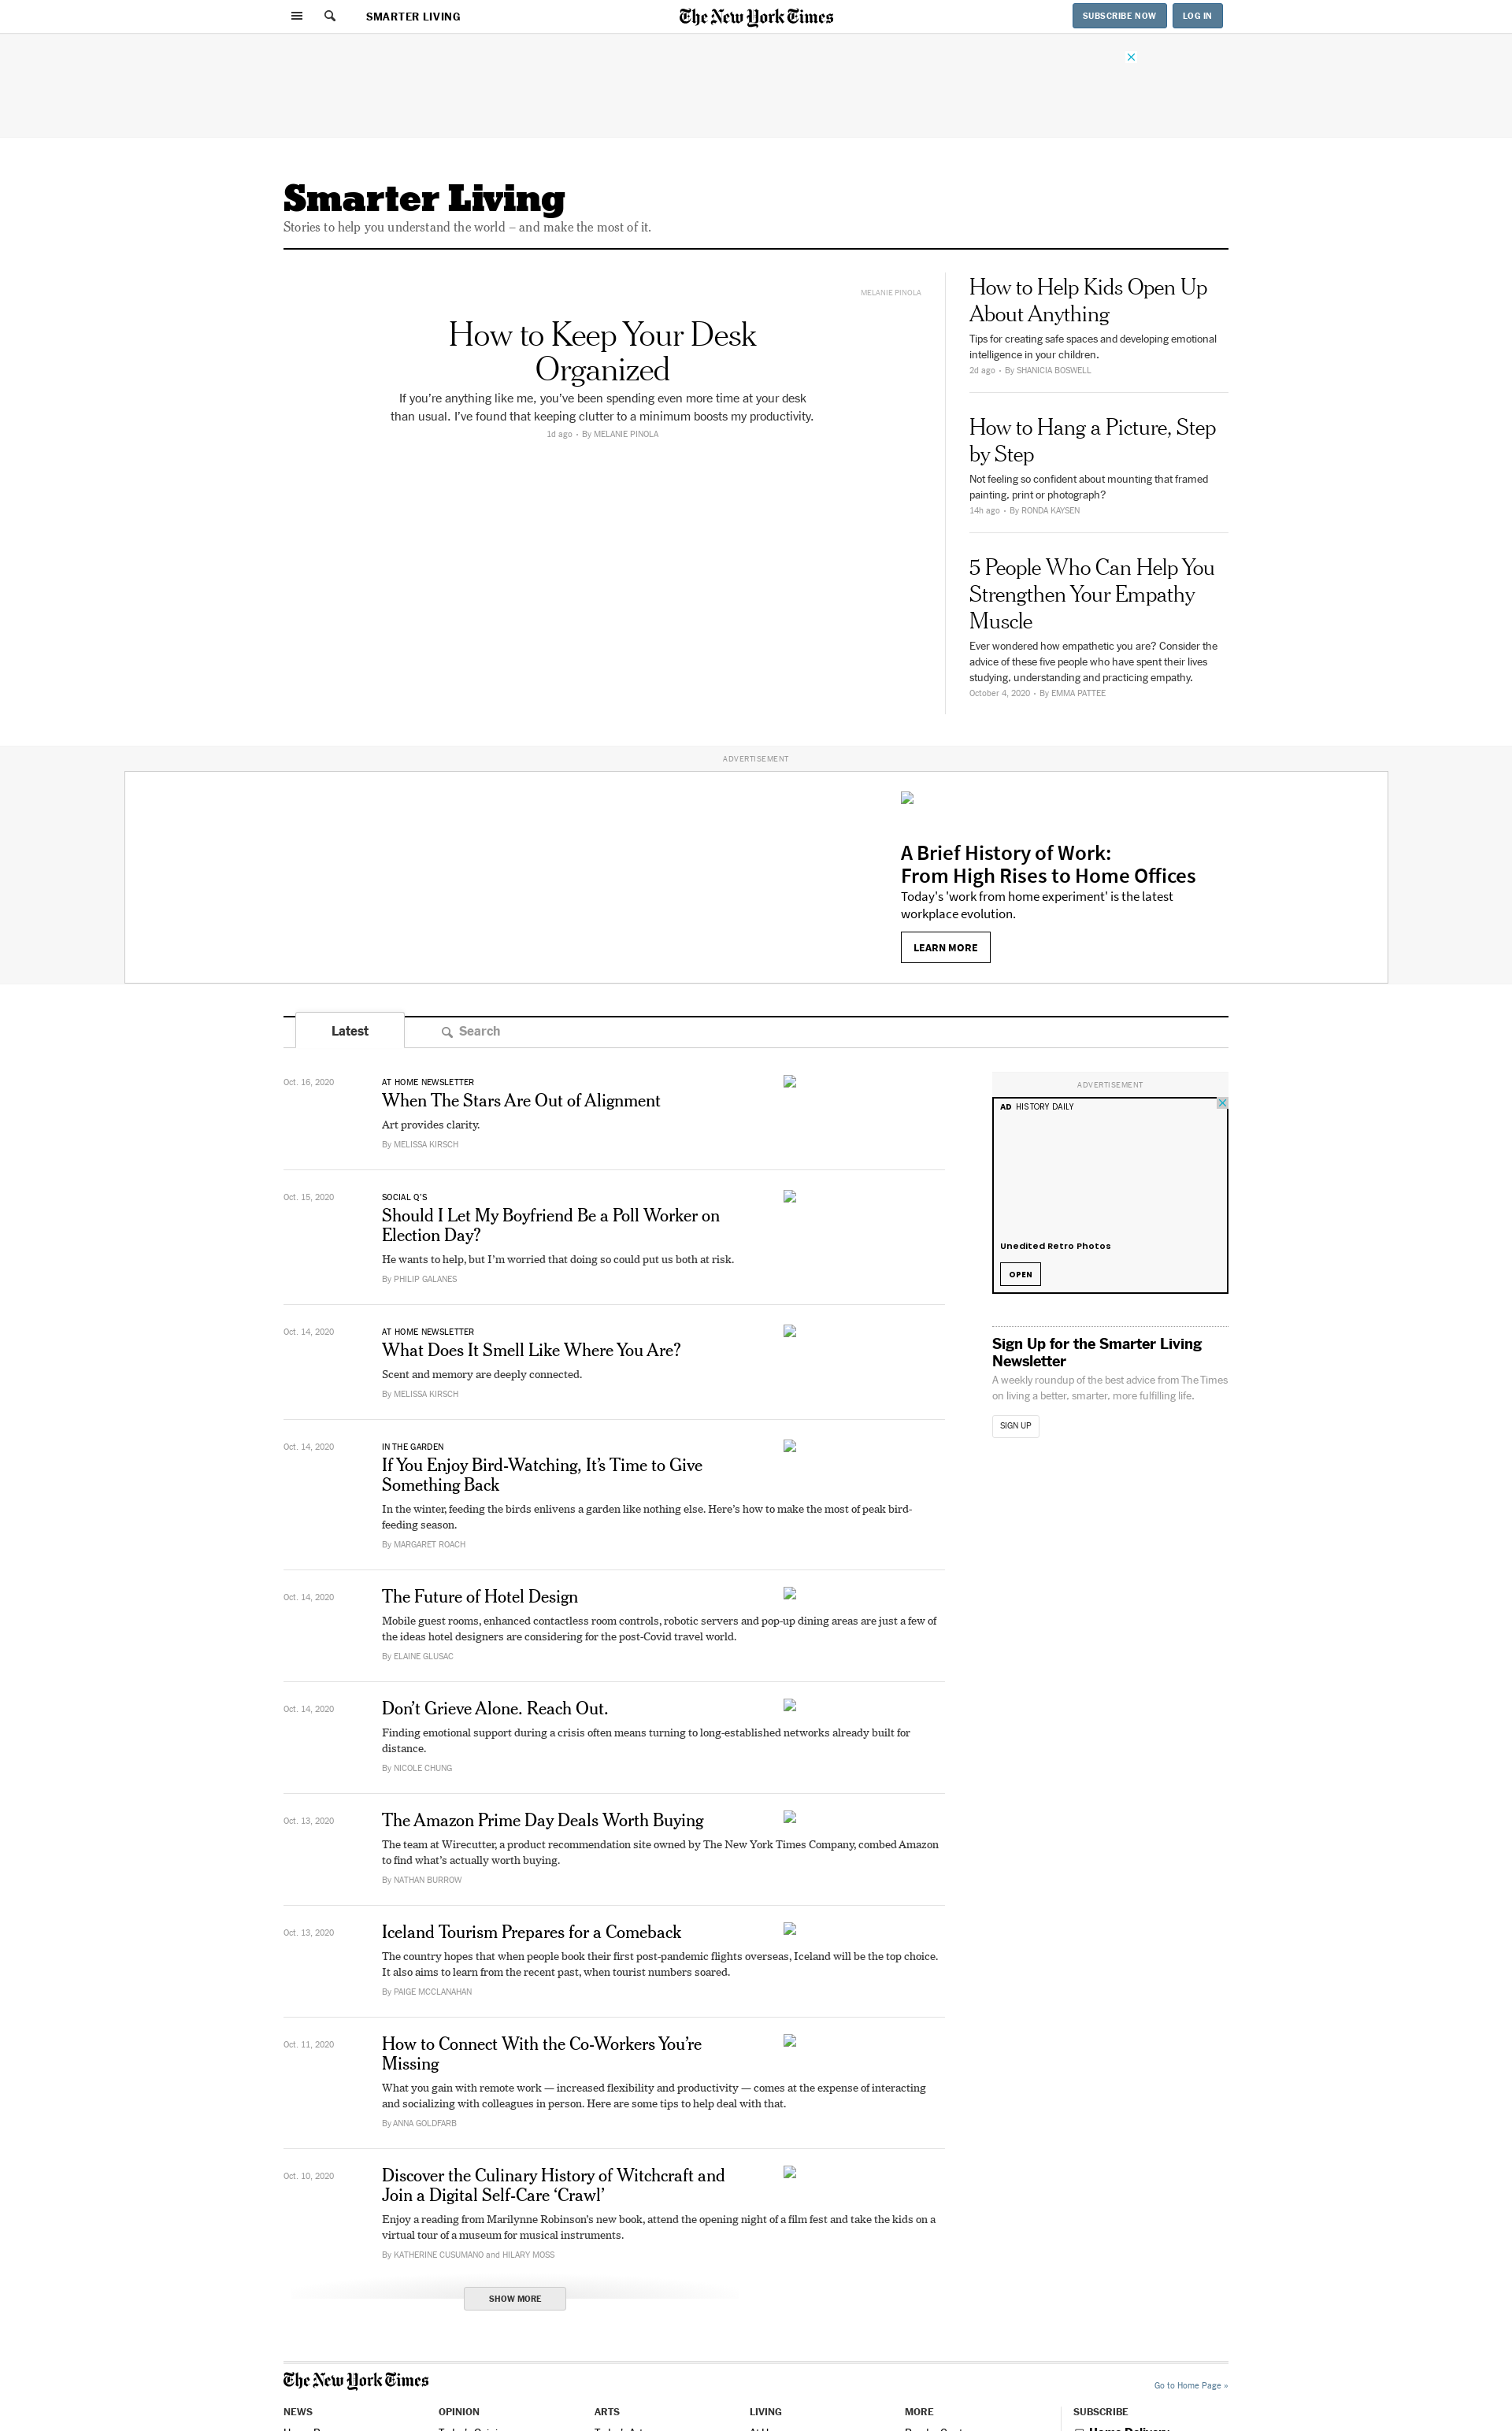 SMARTER LIVING
The New York Times
SUBSCRIBE NOW
LOG IN
Smarter Living
Stories to help you understand the world – and make the most of it.
MELANIE PINOLA
How to Keep Your Desk
Organized
If you’re anything like me, you’ve been spending even more time at your desk
than usual. I’ve found that keeping clutter to a minimum boosts my productivity.
1d ago • By MELANIE PINOLA
How to Help Kids Open Up
About Anything
Tips for creating safe spaces and developing emotional
intelligence in your children.
2d ago • By SHANICIA BOSWELL
How to Hang a Picture, Step
by Step
Not feeling so confident about mounting that framed
painting, print or photograph?
14h ago • By RONDA KAYSEN
5 People Who Can Help You
Strengthen Your Empathy
Muscle
Ever wondered how empathetic you are? Consider the
advice of these five people who have spent their lives
studying, understanding and practicing empathy.
October 4, 2020 • By EMMA PATTEE
ADVERTISEMENT
A Brief History of Work:
From High Rises to Home Offices
Today's 'work from home experiment' is the latest
workplace evolution.
LEARN MORE
Latest
Search
Oct. 16, 2020
AT HOME NEWSLETTER
When The Stars Are Out of Alignment
Art provides clarity.
By MELISSA KIRSCH
Oct. 15, 2020
SOCIAL Q’S
Should I Let My Boyfriend Be a Poll Worker on
Election Day?
He wants to help, but I’m worried that doing so could put us both at risk.
By PHILIP GALANES
Oct. 14, 2020
AT HOME NEWSLETTER
What Does It Smell Like Where You Are?
Scent and memory are deeply connected.
By MELISSA KIRSCH
Oct. 14, 2020
IN THE GARDEN
If You Enjoy Bird-Watching, It’s Time to Give
Something Back
In the winter, feeding the birds enlivens a garden like nothing else. Here’s how to make the most of peak bird-
feeding season.
By MARGARET ROACH
Oct. 14, 2020
The Future of Hotel Design
Mobile guest rooms, enhanced contactless room controls, robotic servers and pop-up dining areas are just a few of
the ideas hotel designers are considering for the post-Covid travel world.
By ELAINE GLUSAC
Oct. 14, 2020
Don’t Grieve Alone. Reach Out.
Finding emotional support during a crisis often means turning to long-established networks already built for
distance.
By NICOLE CHUNG
Oct. 13, 2020
The Amazon Prime Day Deals Worth Buying
The team at Wirecutter, a product recommendation site owned by The New York Times Company, combed Amazon
to find what’s actually worth buying.
By NATHAN BURROW
Oct. 13, 2020
Iceland Tourism Prepares for a Comeback
The country hopes that when people book their first post-pandemic flights overseas, Iceland will be the top choice.
It also aims to learn from the recent past, when tourist numbers soared.
By PAIGE MCCLANAHAN
Oct. 11, 2020
How to Connect With the Co-Workers You’re
Missing
What you gain with remote work — increased flexibility and productivity — comes at the expense of interacting
and socializing with colleagues in person. Here are some tips to help deal with that.
By ANNA GOLDFARB
Oct. 10, 2020
Discover the Culinary History of Witchcraft and
Join a Digital Self-Care ‘Crawl’
Enjoy a reading from Marilynne Robinson’s new book, attend the opening night of a film fest and take the kids on a
virtual tour of a museum for musical instruments.
By KATHERINE CUSUMANO and HILARY MOSS
SHOW MORE
ADVERTISEMENT
AD HISTORY DAILY
Unedited Retro Photos
OPEN
Sign Up for the Smarter Living
Newsletter
A weekly roundup of the best advice from The Times
on living a better, smarter, more fulfilling life.
SIGN UP
The New York Times
Go to Home Page »
NEWS
OPINION
ARTS
LIVING
MORE
SUBSCRIBE